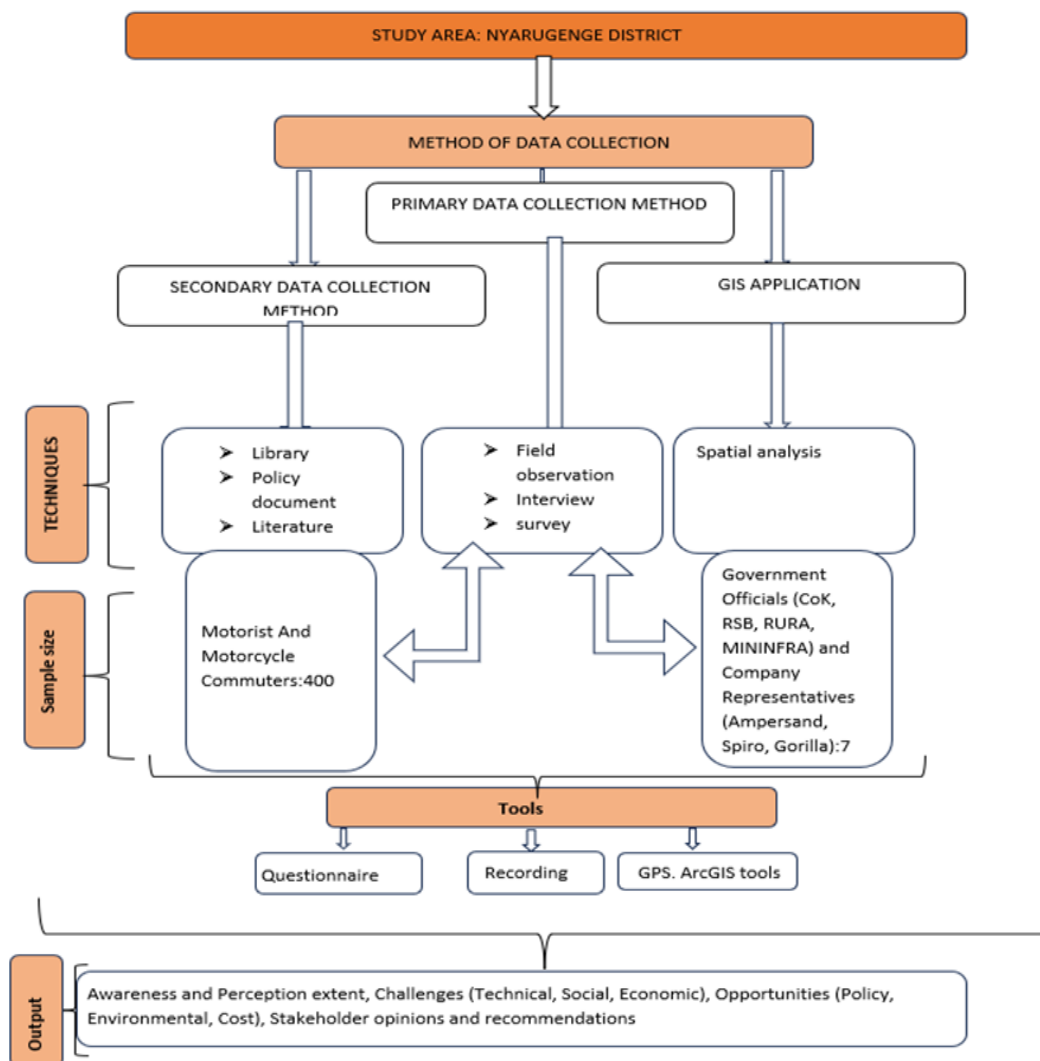 STUDY AREA: NYARUGENGE DISTRICT
METHOD OF DATA COLLECTION
PRIMARY DATA COLLECTION METHOD
SECONDARY DATA COLLECTION
METHOD
GIS APPLICATION
TECHNIQUES
➤ Library
➤ Policy
document
➤ Literature
➤ Field
observation
➤ Interview
➤ survey
Spatial analysis
Sample size
Motorist And
Motorcycle
Commuters:400
Government
Officials (CoK,
RSB, RURA,
MININFRA) and
Company
Representatives
(Ampersand,
Spiro, Gorilla):7
Tools
Questionnaire
Recording
GPS. ArcGIS tools
Output
Awareness and Perception extent, Challenges (Technical, Social, Economic), Opportunities (Policy,
Environmental, Cost), Stakeholder opinions and recommendations